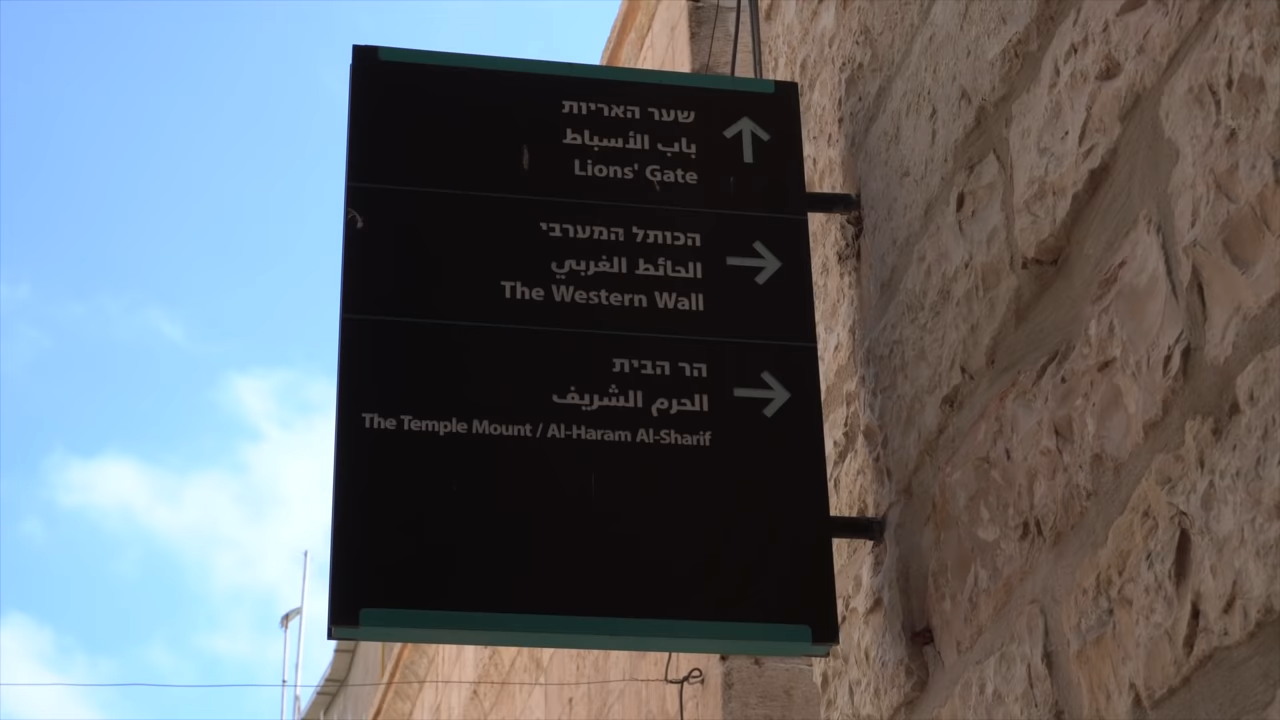 שער האריות
باب الأسباط
Lions' Gate
הכותל המערבי
الحائط الغربي
The Western Wall
הר הבית
الحرم الشريف
The Temple Mount / Al-Haram Al-Sharif